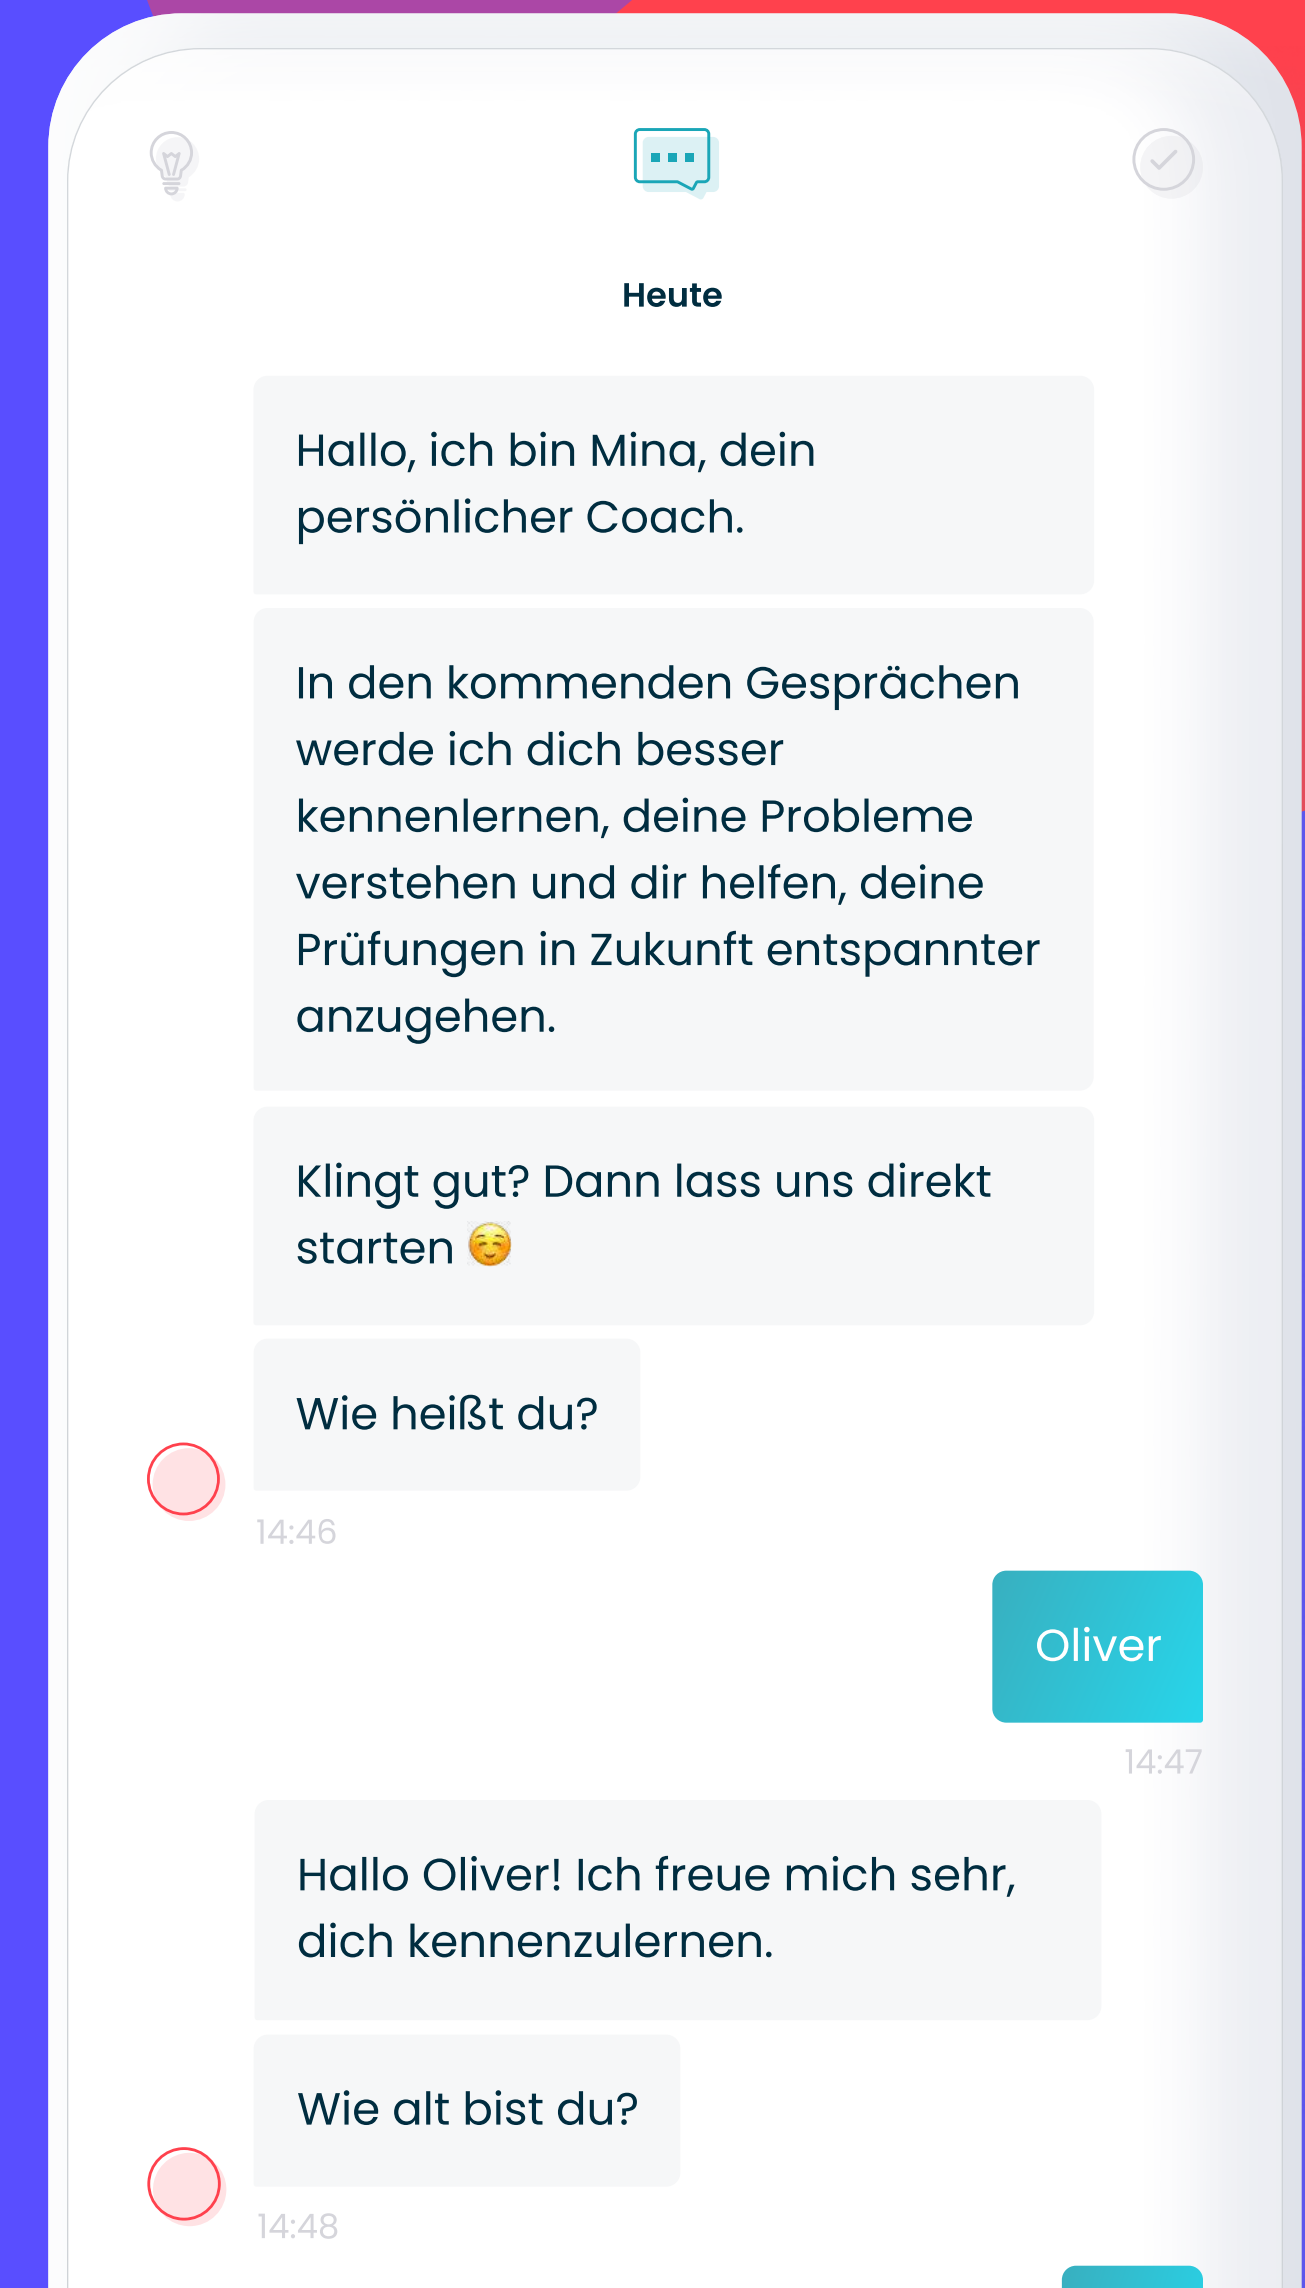 Heute
Hallo, ich bin Mina, dein
persönlicher Coach.
In den kommenden Gesprächen
werde ich dich besser
kennenlernen, deine Probleme
verstehen und dir helfen, deine
Prüfungen in Zukunft entspannter
anzugehen.
Klingt gut? Dann lass uns direkt
starten ☺️
Wie heißt du?
14:46
Oliver
14:47
Hallo Oliver! Ich freue mich sehr,
dich kennenzulernen.
Wie alt bist du?
14:48